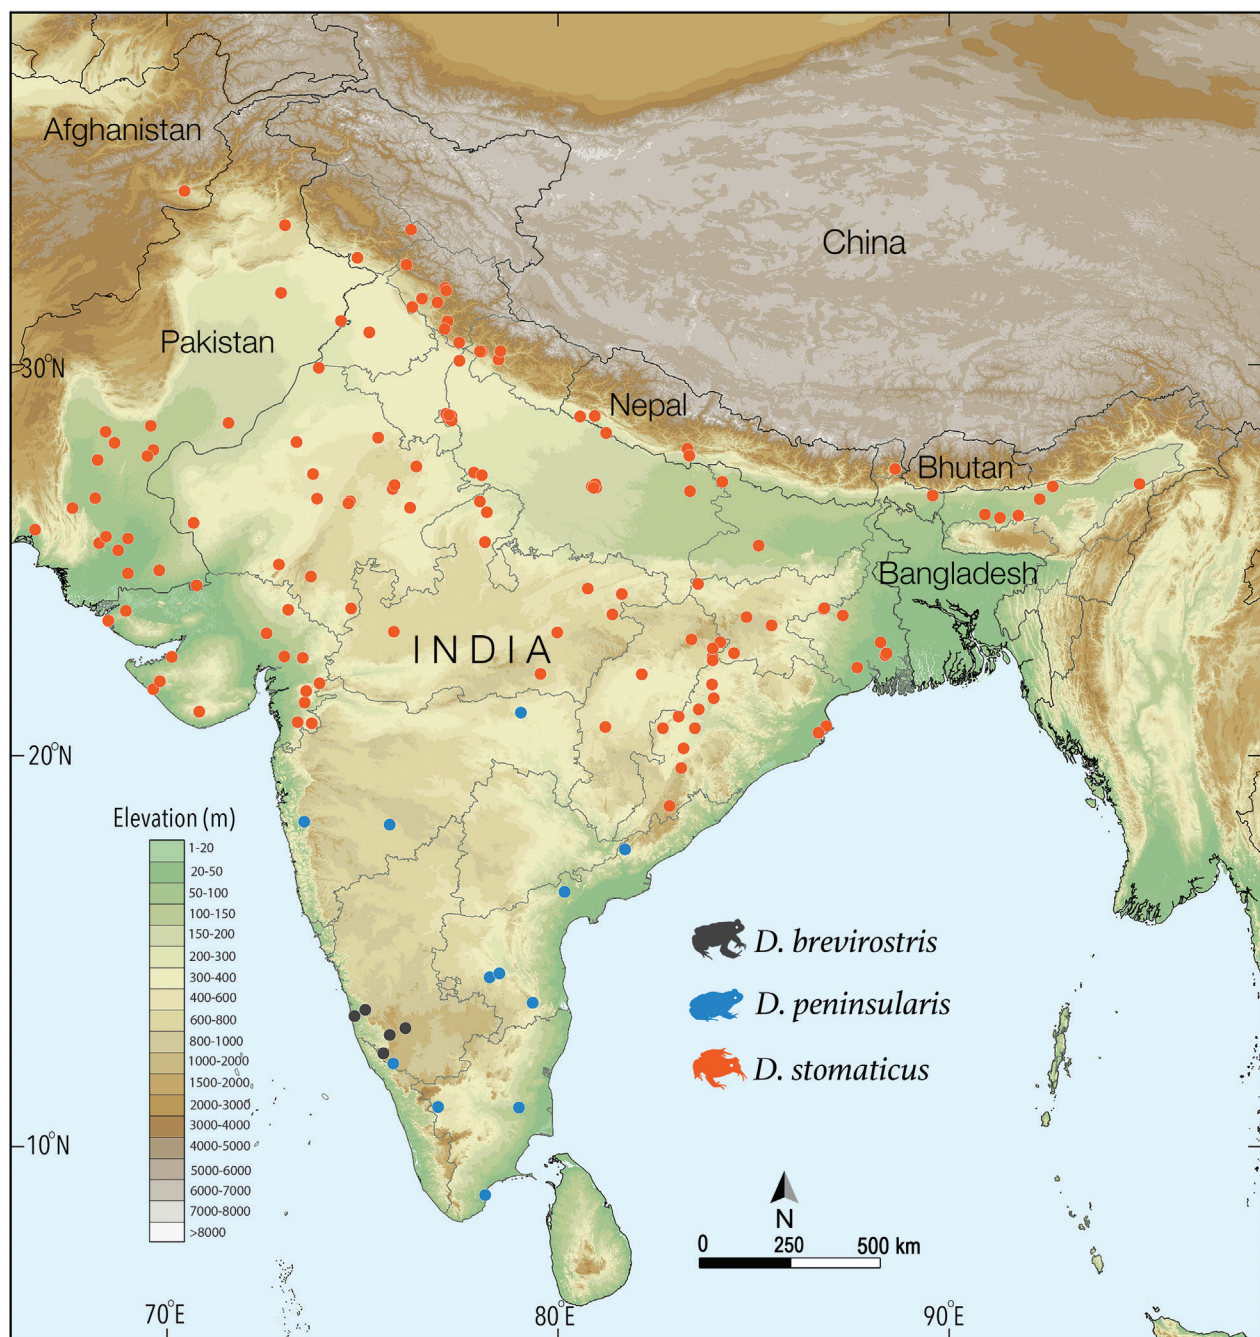 Afghanistan
China
Pakistan
30°N
Nepal
Bhutan
Bangladesh
INDIA
20°N
Elevation (m)
1-20
20-50
50-100
100-150
150-200
200-300
300-400
400-600
600-800
800-1000
1000-2000
1500-2000
2000-3000
3000-4000
4000-5000
5000-6000
6000-7000
7000-8000
>8000
D. brevirostris
D. peninsularis
D. stomaticus
10°N
N
0 250 500 km
70°E 80°E 90°E